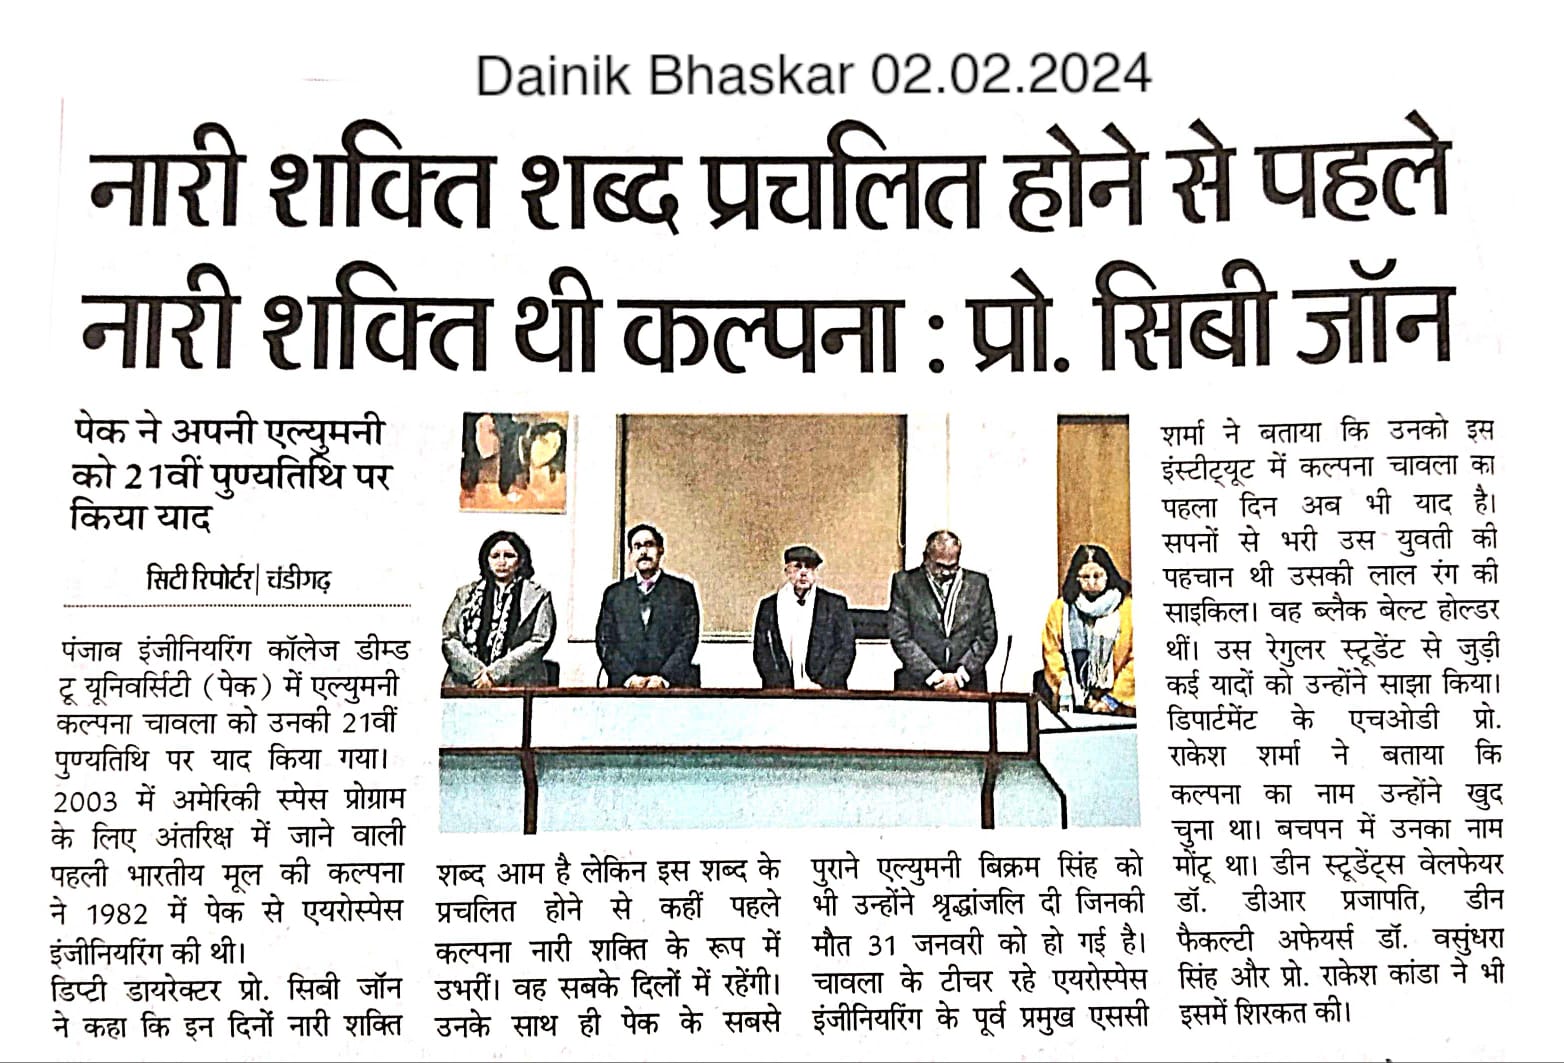 Dainik Bhaskar 02.02.2024
नारी शक्ति शब्द प्रचलित होने से पहले
नारी शक्ति थी कल्पना : प्रो. सिबी जॉन
पेक ने अपनी एल्युमनी
को 21वीं पुण्यतिथि पर
किया याद
सिटी रिपोर्टर| चंडीगढ़
पंजाब इंजीनियरिंग कॉलेज डीम्ड
टू यूनिवर्सिटी (पेक) में एल्युमनी
कल्पना चावला को उनकी 21वीं
पुण्यतिथि पर याद किया गया।
2003 में अमेरिकी स्पेस प्रोग्राम
के लिए अंतरिक्ष में जाने वाली
पहली भारतीय मूल की कल्पना
ने 1982 में पेक से एयरोस्पेस
इंजीनियरिंग की थी।
डिप्टी डायरेक्टर प्रो. सिबी जॉन
ने कहा कि इन दिनों नारी शक्ति
शब्द आम है लेकिन इस शब्द के
प्रचलित होने से कहीं पहले
कल्पना नारी शक्ति के रूप में
उभरीं। वह सबके दिलों में रहेंगी।
उनके साथ ही पेक के सबसे
पुराने एल्युमनी बिक्रम सिंह को
भी उन्होंने श्रृद्धांजलि दी जिनकी
मौत 31 जनवरी को हो गई है।
चावला के टीचर रहे एयरोस्पेस
इंजीनियरिंग के पूर्व प्रमुख एससी
शर्मा ने बताया कि उनको इस
इंस्टीट्यूट में कल्पना चावला का
पहला दिन अब भी याद है।
सपनों से भरी उस युवती की
पहचान थी उसकी लाल रंग की
साइकिल। वह ब्लैक बेल्ट होल्डर
थीं। उस रेगुलर स्टूडेंट से जुड़ी
कई यादों को उन्होंने साझा किया।
डिपार्टमेंट के एचओडी प्रो.
राकेश शर्मा ने बताया कि
कल्पना का नाम उन्होंने खुद
चुना था। बचपन में उनका नाम
मोंटू था। डीन स्टूडेंट्स वेलफेयर
डॉ. डीआर प्रजापति, डीन
फैकल्टी अफेयर्स डॉ. वसुंधरा
सिंह और प्रो. राकेश कांडा ने भी
इसमें शिरकत की।